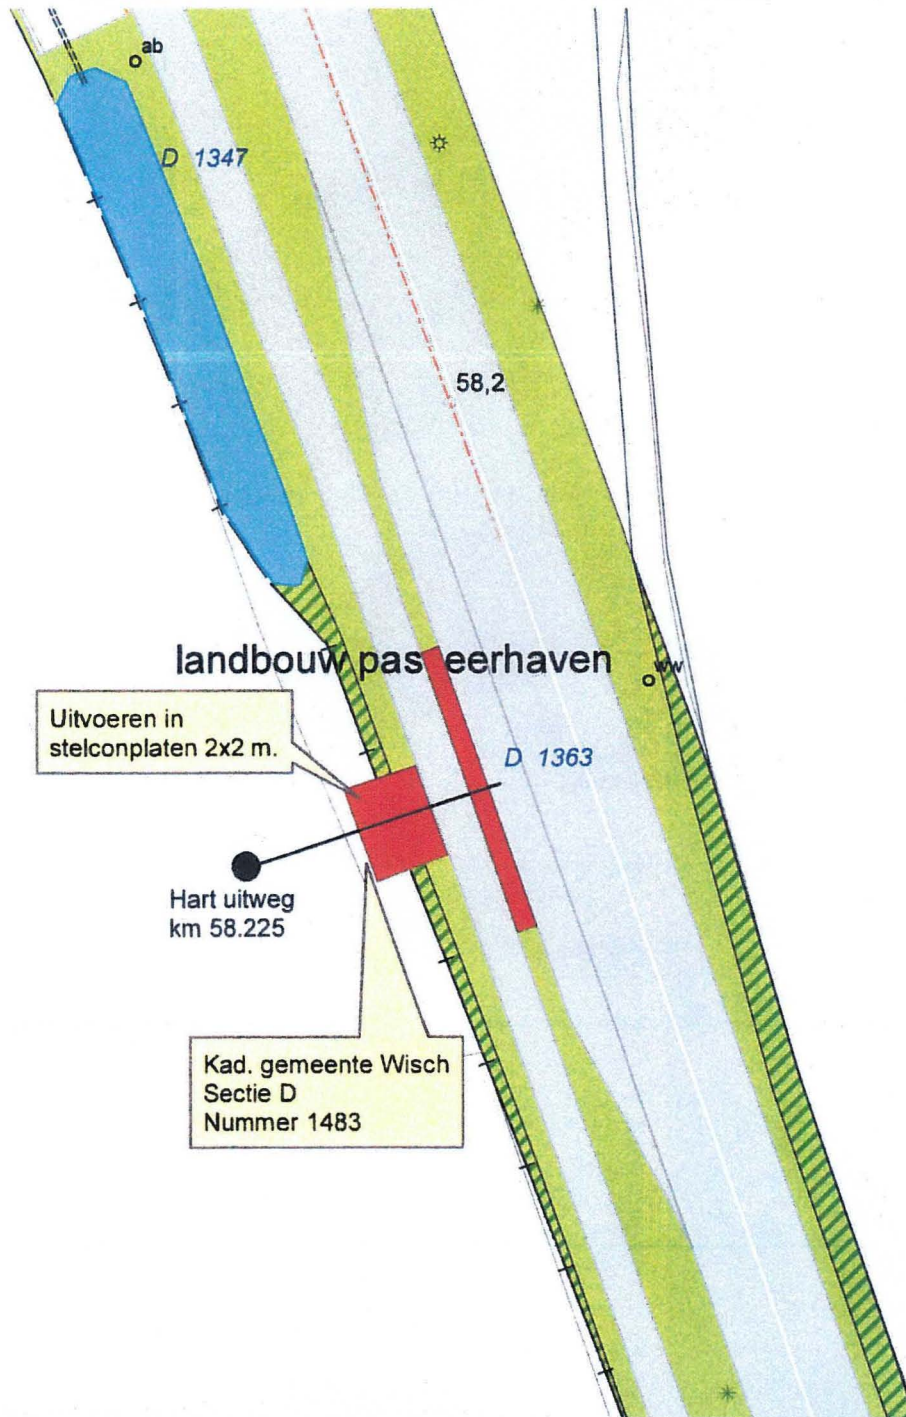 ab
D 1347
58,2
landbouw pas eerhaven
ww
Uitvoeren in
stelconplaten 2x2 m.
D 1363
Hart uitweg
km 58.225
Kad. gemeente Wisch
Sectie D
Nummer 1483